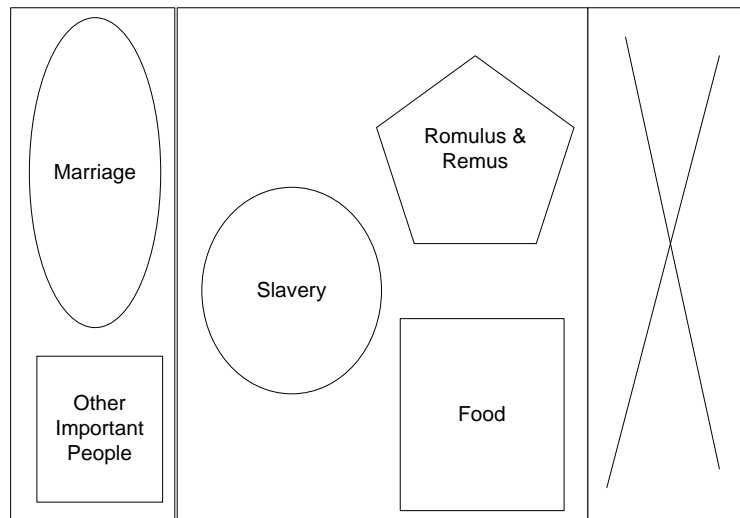 Marriage
Other
Important
People
Slavery
Romulus &
Remus
Food